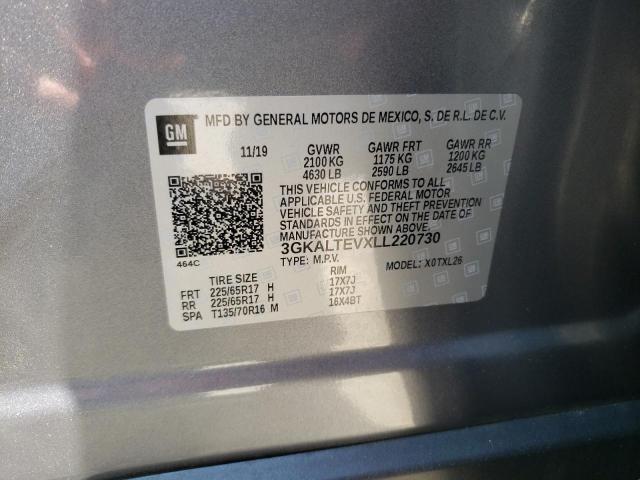 GM
MFD BY GENERAL MOTORS DE MEXICO, S. DE R.L. DE C.V.
11/19 GVWR GAWR FRT GAWR RR
2100 KG 1175 KG 1200 KG
4630 LB 2590 LB 2645 LB
THIS VEHICLE CONFORMS TO ALL
APPLICABLE U.S. FEDERAL MOTOR
VEHICLE SAFETY AND THEFT PREVENTION
STANDARDS IN EFFECT ON THE DATE OF
MANUFACTURE SHOWN ABOVE.
3GKALTEVXLL220730
464C
TYPE: M.P.V. MODEL: X0TXL26
TIRE SIZE RIM
FRT 225/65R17 H 17X7J
RR 225/65R17 H 17X7J
SPA T135/70R16 M 16X4BT